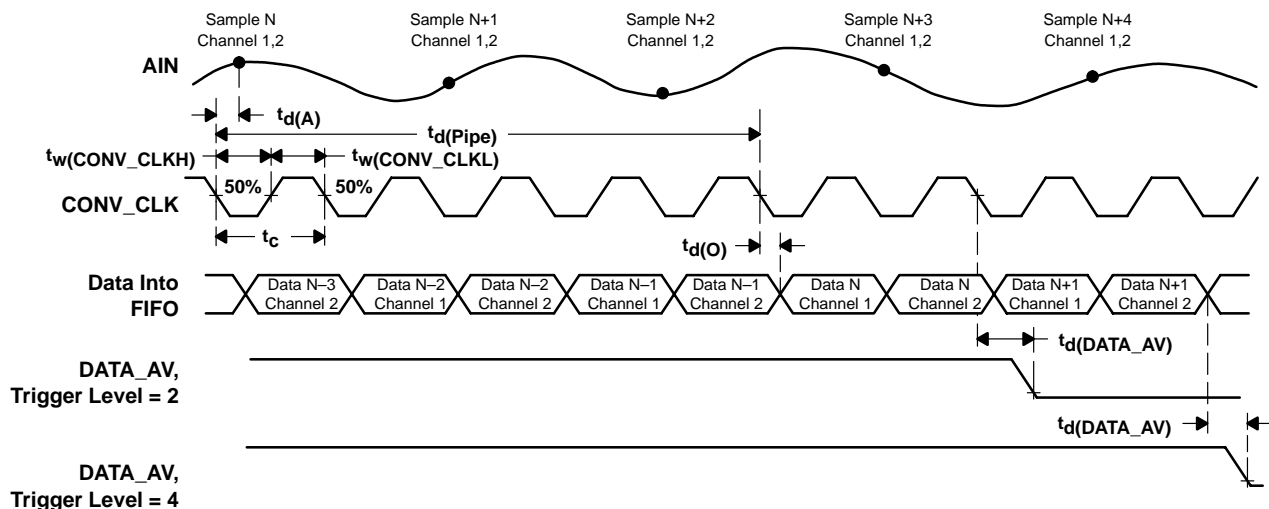 Sample N
Channel 1,2
Sample N+1
Channel 1,2
Sample N+2
Channel 1,2
Sample N+3
Channel 1,2
Sample N+4
Channel 1,2
AIN
td(A)
td(Pipe)
tw(CONV_CLKH)
tw(CONV_CLKL)
50%
50%
CONV_CLK
tc
td(O)
Data Into
FIFO
Data N–3
Channel 2
Data N–2
Channel 1
Data N–2
Channel 2
Data N–1
Channel 1
Data N–1
Channel 2
Data N
Channel 1
Data N
Channel 2
Data N+1
Channel 1
Data N+1
Channel 2
td(DATA_AV)
DATA_AV,
Trigger Level = 2
td(DATA_AV)
DATA_AV,
Trigger Level = 4